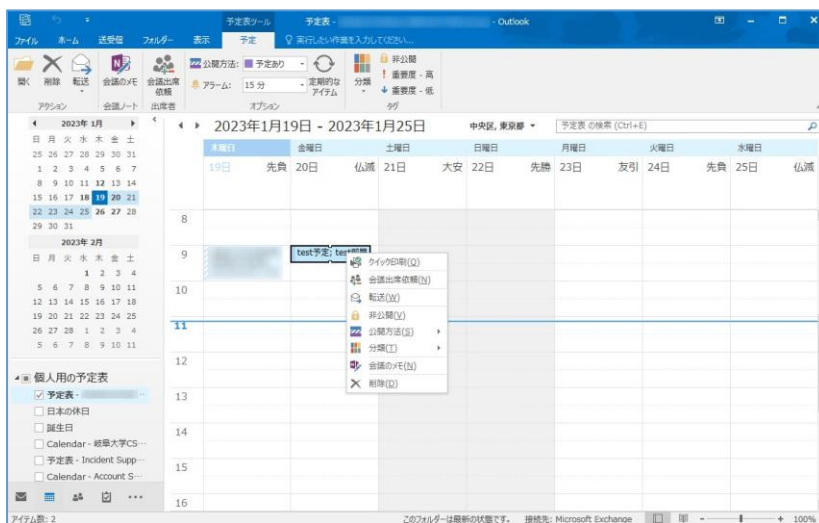 予定表ツール 予定表 - - Outlook
ファイル ホーム 送受信 フォルダー 表示 予定 実行したい作業を入力してください...
開く 削除 転送 会議のメモ 会議出席依頼 公開方法: 予定あり アラーム: 15 分 定期的なアイテム 分類 非公開 重要度 - 高 重要度 - 低
アクション 会議ノート 出席者 オプション タグ
2023年 1月
日 月 火 水 木 金 土
25 26 27 28 29 30 31
1 2 3 4 5 6 7
8 9 10 11 12 13 14
15 16 17 18 19 20 21
22 23 24 25 26 27 28
29 30 31
2023年 2月
日 月 火 水 木 金 土
1 2 3 4
5 6 7 8 9 10 11
12 13 14 15 16 17 18
19 20 21 22 23 24 25
26 27 28 1 2 3 4
5 6 7 8 9 10 11
個人用の予定表
予定表 -
日本の休日
誕生日
Calendar - 岐阜大学CS…
予定表 - Incident Supp…
Calendar - Account S…
2023年1月19日 - 2023年1月25日 中央区, 東京都 予定表 の検索 (Ctrl+E)
木曜日 金曜日 土曜日 日曜日 月曜日 火曜日 水曜日
19日 先負 20日 仏滅 21日 大安 22日 先勝 23日 友引 24日 先負 25日 仏滅
8
9 test予定; test部屋
10
11
12
13
14
15
16
クイック印刷(Q)
会議出席依頼(N)
転送(W)
非公開(V)
公開方法(S)
分類(T)
会議のメモ(N)
削除(D)
アイテム数: 2 このフォルダーは最新の状態です。 接続先: Microsoft Exchange 100%